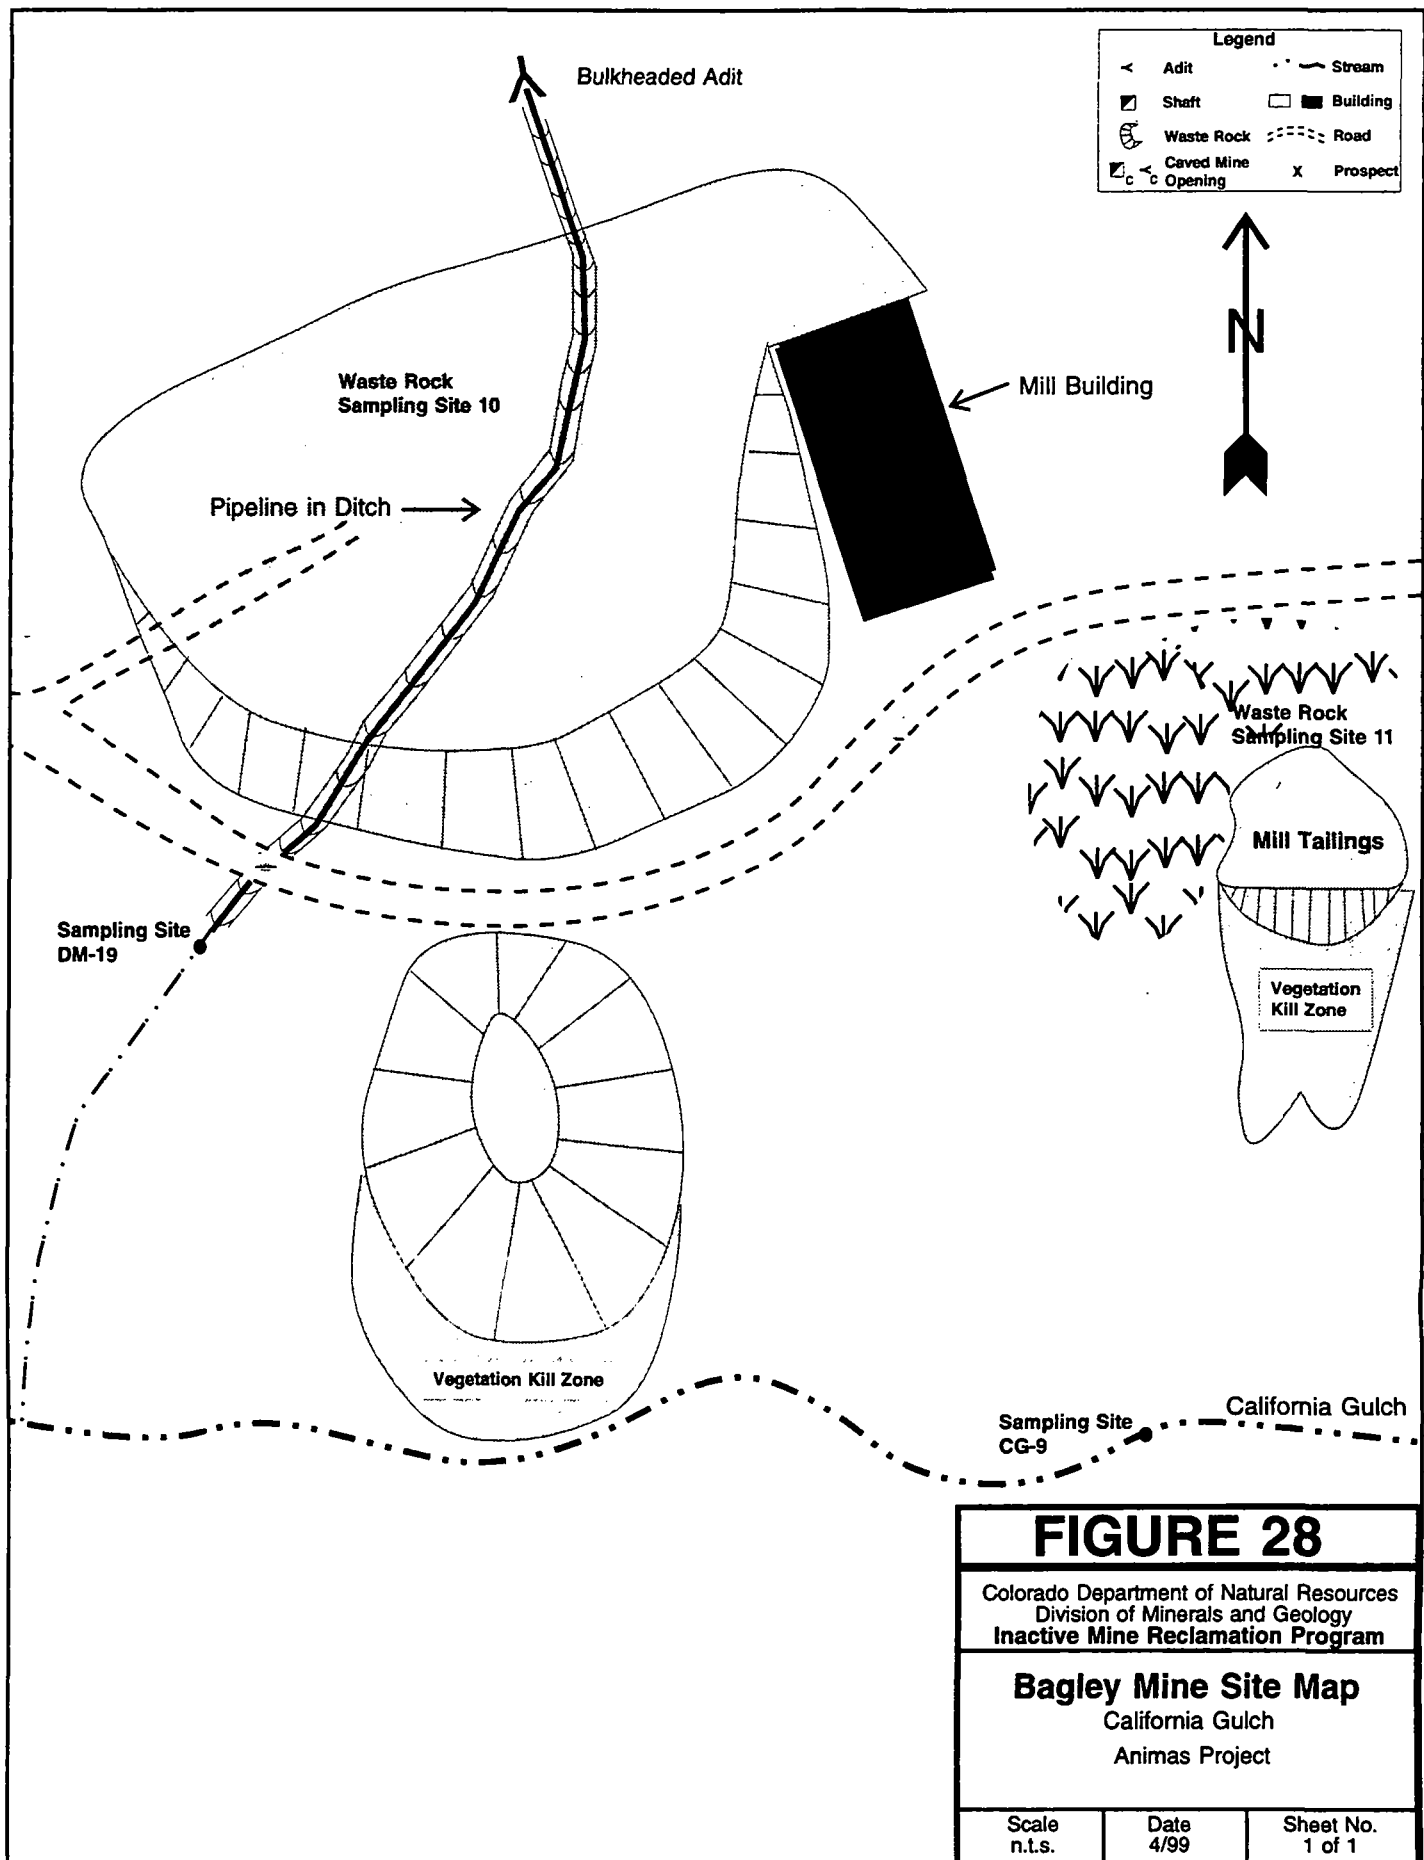 Legend
Adit
Stream
Shaft
Building
Waste Rock
Road
C C Caved Mine
Opening
X Prospect
Bulkheaded Adit
N
Waste Rock
Sampling Site 10
Mill Building
Pipeline in Ditch
Waste Rock
Sampling Site 11
Mill Tailings
Sampling Site
DM-19
Vegetation
Kill Zone
Vegetation Kill Zone
California Gulch
Sampling Site
CG-9
FIGURE 28
Colorado Department of Natural Resources
Division of Minerals and Geology
Inactive Mine Reclamation Program
Bagley Mine Site Map
California Gulch
Animas Project
Scale
n.t.s.
Date
4/99
Sheet No.
1 of 1